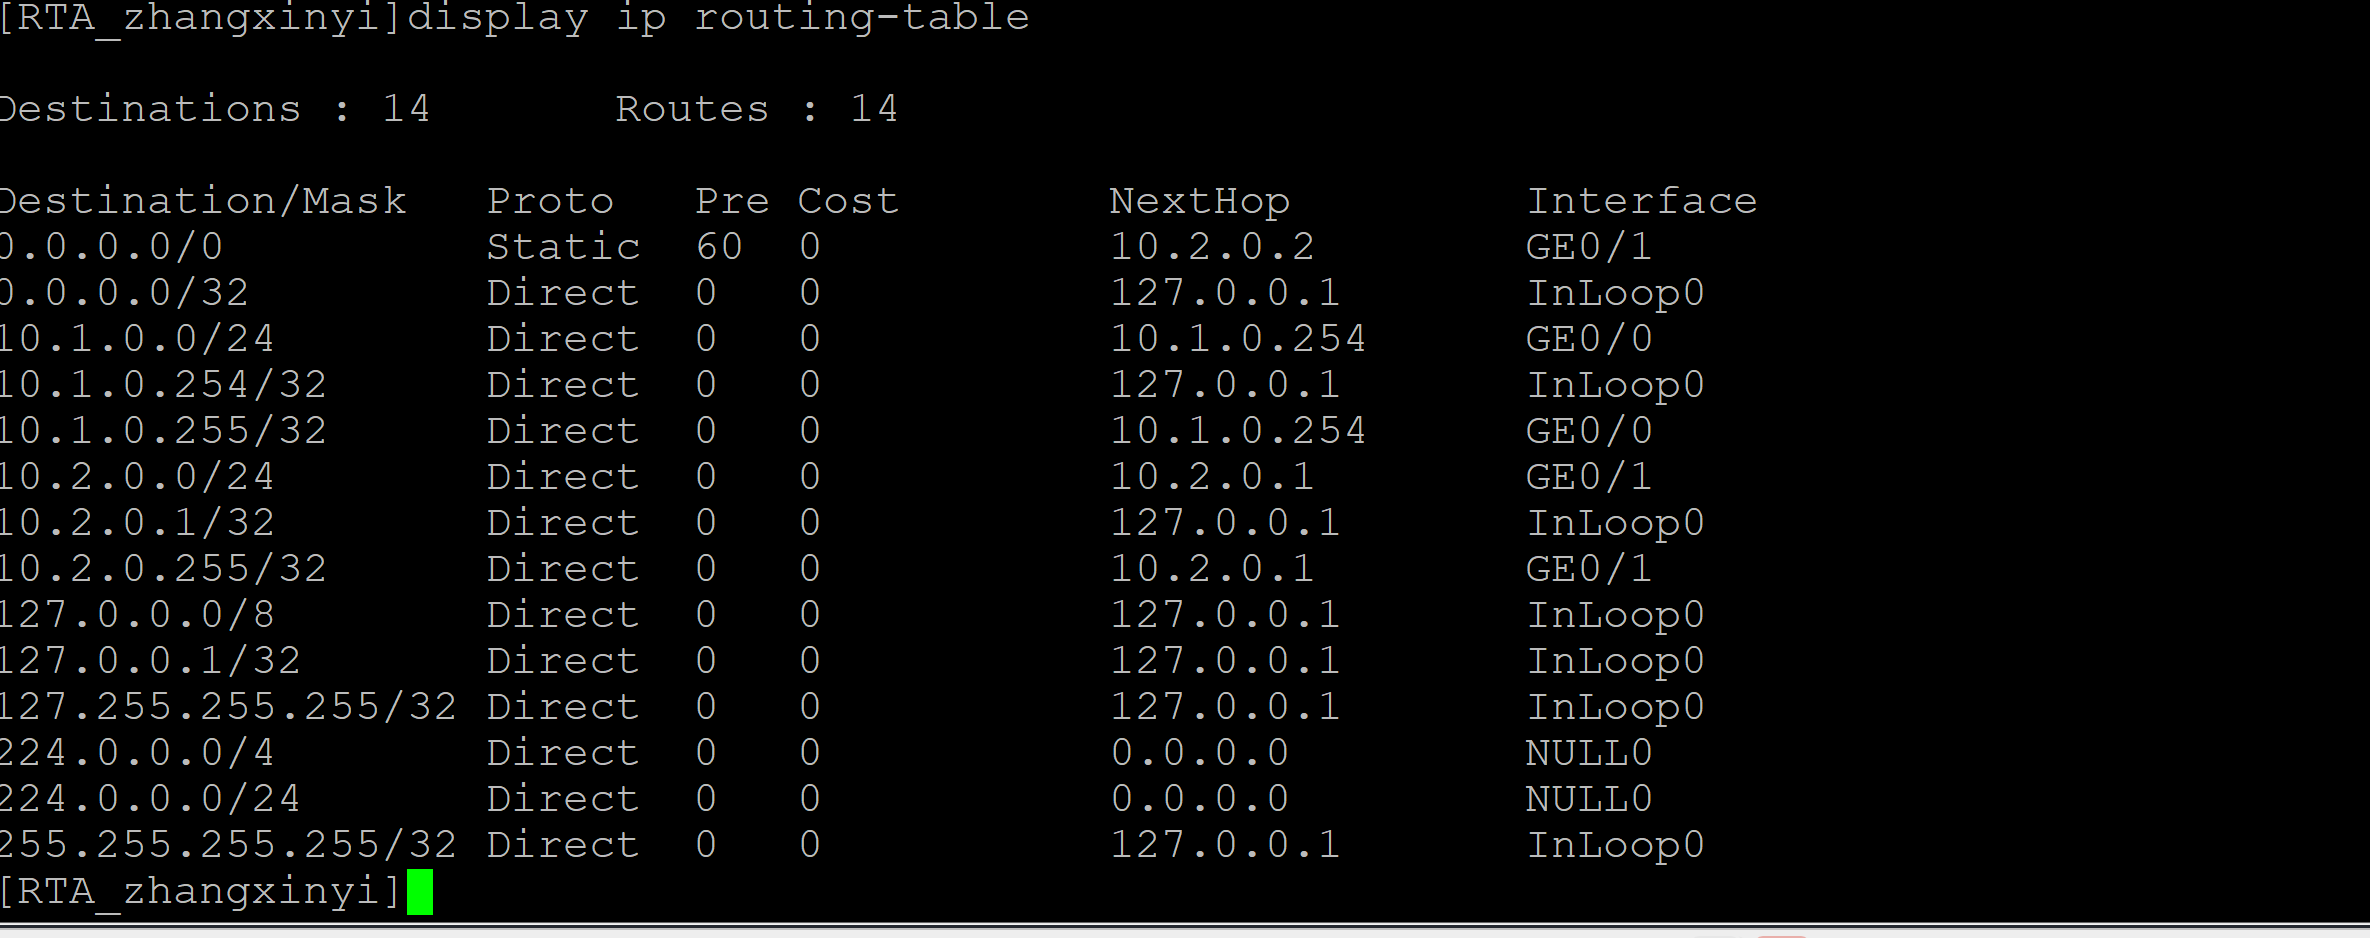 [RTA_zhangxinyi]display ip routing-table
Destinations : 14       Routes : 14
Destination/Mask   Proto   Pre Cost        NextHop         Interface
0.0.0.0/0          Static  60  0           10.2.0.2        GE0/1
0.0.0.0/32         Direct  0   0           127.0.0.1       InLoop0
10.1.0.0/24        Direct  0   0           10.1.0.254      GE0/0
10.1.0.254/32      Direct  0   0           127.0.0.1       InLoop0
10.1.0.255/32      Direct  0   0           10.1.0.254      GE0/0
10.2.0.0/24        Direct  0   0           10.2.0.1        GE0/1
10.2.0.1/32        Direct  0   0           127.0.0.1       InLoop0
10.2.0.255/32      Direct  0   0           10.2.0.1        GE0/1
127.0.0.0/8        Direct  0   0           127.0.0.1       InLoop0
127.0.0.1/32       Direct  0   0           127.0.0.1       InLoop0
127.255.255.255/32 Direct  0   0           127.0.0.1       InLoop0
224.0.0.0/4        Direct  0   0           0.0.0.0         NULL0
224.0.0.0/24       Direct  0   0           0.0.0.0         NULL0
255.255.255.255/32 Direct  0   0           127.0.0.1       InLoop0
[RTA_zhangxinyi]